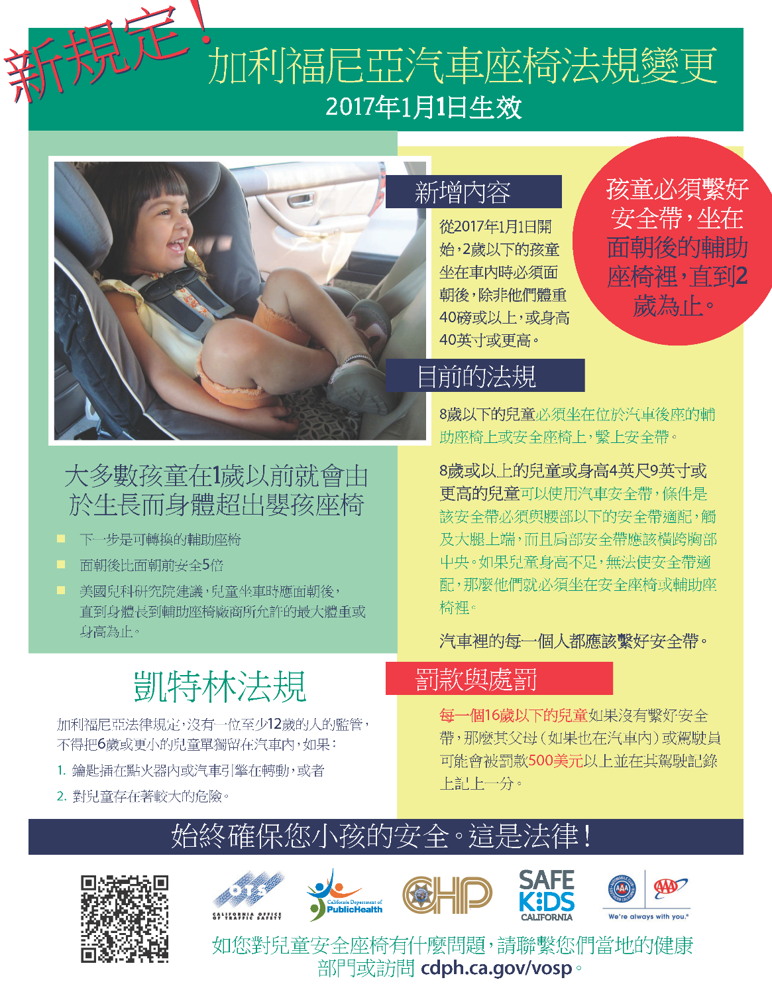 新規定！
加利福尼亞汽車座椅法規變更
2017年1月1日生效
孩童必須繫好
安全帶，坐在
面朝後的輔助
座椅裡，直到2
歲為止。
新增內容
從2017年1月1日開
始，2歲以下的孩童
坐在車內時必須面
朝後，除非他們體重
40磅或以上，或身高
40英寸或更高。
目前的法規
8歲以下的兒童必須坐在位於汽車後座的輔
助座椅上或安全座椅上，繫上安全帶。
8歲或以上的兒童或身高4英尺9英寸或
更高的兒童可以使用汽車安全帶，條件是
該安全帶必須與腰部以下的安全帶適配，觸
及大腿上端，而且肩部安全帶應該橫跨胸部
中央。如果兒童身高不足，無法使安全帶適
配，那麼他們就必須坐在安全座椅或輔助座
椅裡。
汽車裡的每一個人都應該繫好安全帶。
罰款與處罰
每一個16歲以下的兒童如果沒有繫好安全
帶，那麼其父母（如果也在汽車內）或駕駛員
可能會被罰款500美元以上並在其駕駛記錄
上記上一分。
大多數孩童在1歲以前就會由
於生長而身體超出嬰孩座椅
下一步是可轉換的輔助座椅
面朝後比面朝前安全5倍
美國兒科研究院建議，兒童坐車時應面朝後，
直到身體長到輔助座椅廠商所允許的最大體重或
身高為止。
凱特林法規
加利福尼亞法律規定，沒有一位至少12歲的人的監管，
不得把6歲或更小的兒童單獨留在汽車內，如果：
1. 鑰匙插在點火器內或汽車引擎在轉動，或者
2. 對兒童存在著較大的危險。
始終確保您小孩的安全。這是法律！
OTS
CALIFORNIA OFFICE
OF TRAFFIC SAFETY
California Department of
PublicHealth
CHP
SAFE
KIDS
CALIFORNIA
AAA
We're always with you.®
如您對兒童安全座椅有什麼問題，請聯繫您們當地的健康
部門或訪問 cdph.ca.gov/vosp。